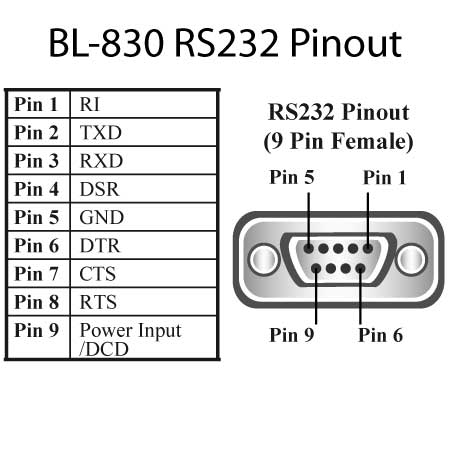 BL-830 RS232 Pinout
Pin 1 RI
Pin 2 TXD
Pin 3 RXD
Pin 4 DSR
Pin 5 GND
Pin 6 DTR
Pin 7 CTS
Pin 8 RTS
Pin 9 Power Input
/DCD
RS232 Pinout
(9 Pin Female)
Pin 5 Pin 1
Pin 9 Pin 6